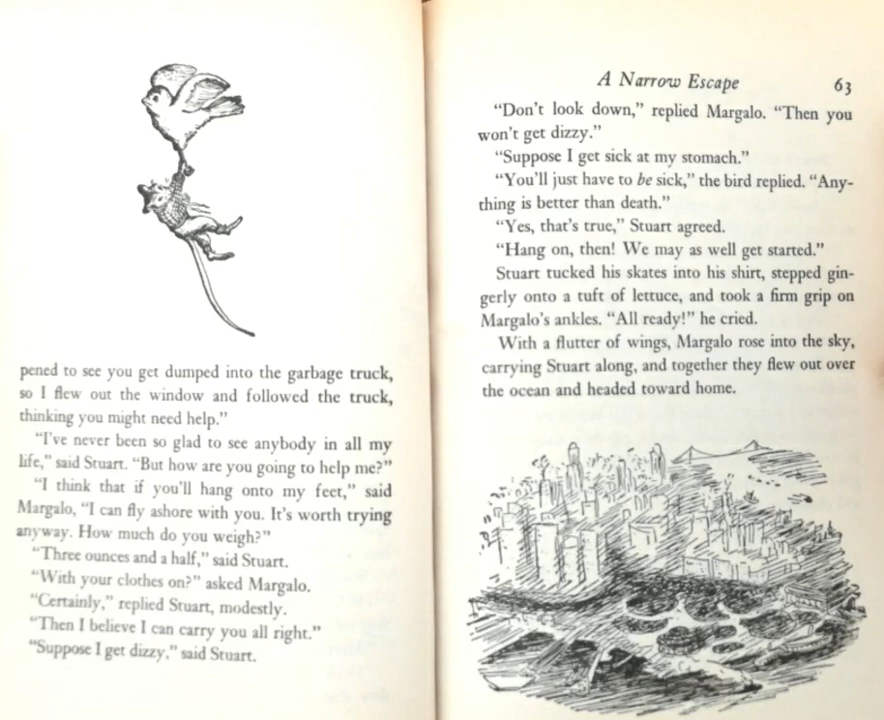 pened to see you get dumped into the garbage truck,
so I flew out the window and followed the truck,
thinking you might need help."
"I've never been so glad to see anybody in all my
life," said Stuart. "But how are you going to help me?"
"I think that if you'll hang onto my feet," said
Margalo, "I can fly ashore with you. It's worth trying
anyway. How much do you weigh?"
"Three ounces and a half," said Stuart.
"With your clothes on?" asked Margalo.
"Certainly," replied Stuart, modestly.
"Then I believe I can carry you all right."
"Suppose I get dizzy," said Stuart.
A Narrow Escape 63
"Don't look down," replied Margalo. "Then you
won't get dizzy."
"Suppose I get sick at my stomach."
"You'll just have to be sick," the bird replied. "Any-
thing is better than death."
"Yes, that's true," Stuart agreed.
"Hang on, then! We may as well get started."
Stuart tucked his skates into his shirt, stepped gin-
gerly onto a tuft of lettuce, and took a firm grip on
Margalo's ankles. "All ready!" he cried.
With a flutter of wings, Margalo rose into the sky,
carrying Stuart along, and together they flew out over
the ocean and headed toward home.